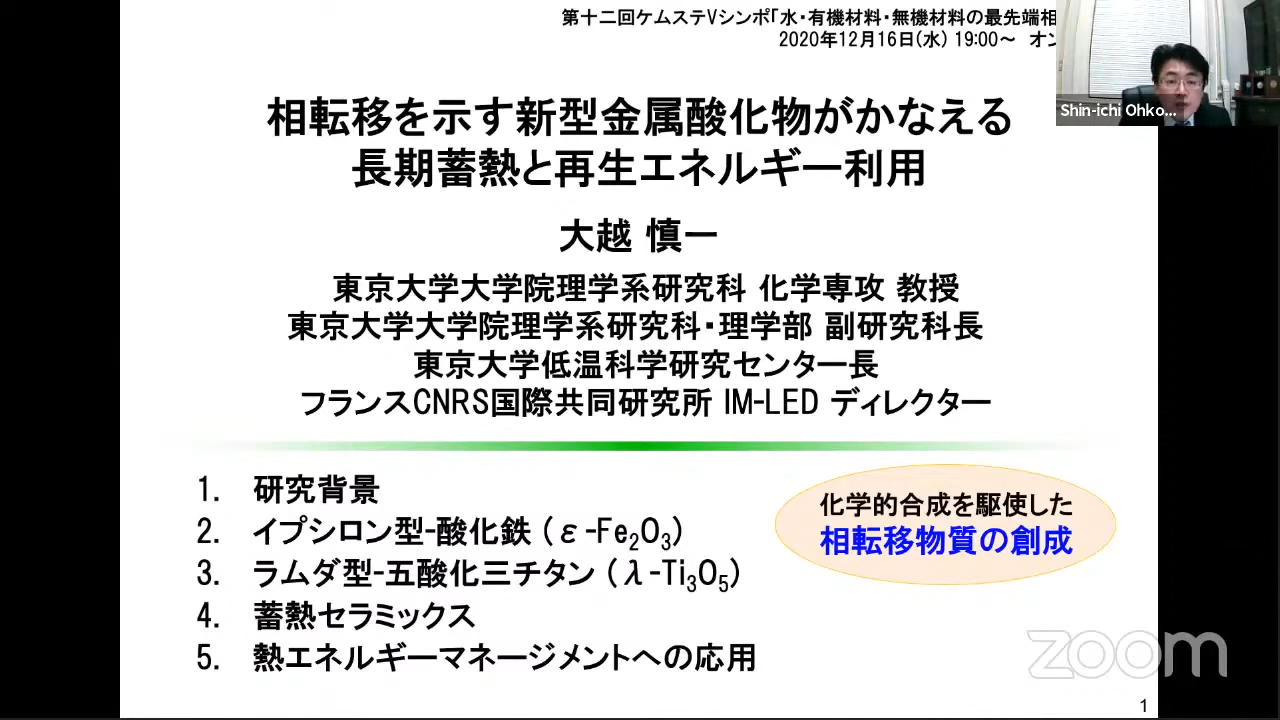 第十二回ケムステVシンポ「水・有機材料・無機材料の最先端相
2020年12月16日(水) 19:00～ オン
Shin-ichi Ohko...
相転移を示す新型金属酸化物がかなえる
長期蓄熱と再生エネルギー利用
大越 慎一
東京大学大学院理学系研究科 化学専攻 教授
東京大学大学院理学系研究科・理学部 副研究科長
東京大学低温科学研究センター長
フランスCNRS国際共同研究所 IM-LED ディレクター
1. 研究背景
2. イプシロン型-酸化鉄 (ε-Fe₂O₃)
3. ラムダ型-五酸化三チタン (λ-Ti₃O₅)
4. 蓄熱セラミックス
5. 熱エネルギーマネージメントへの応用
化学的合成を駆使した
相転移物質の創成
zoom
1